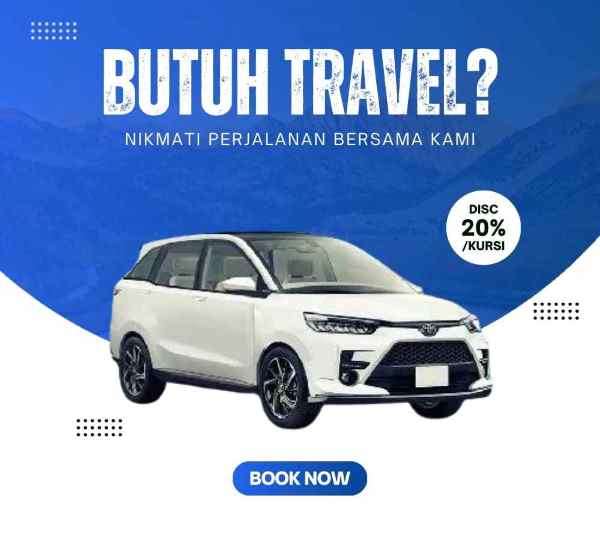 BUTUH TRAVEL?
NIKMATI PERJALANAN BERSAMA KAMI
DISC
20%
/KURSI
BOOK NOW